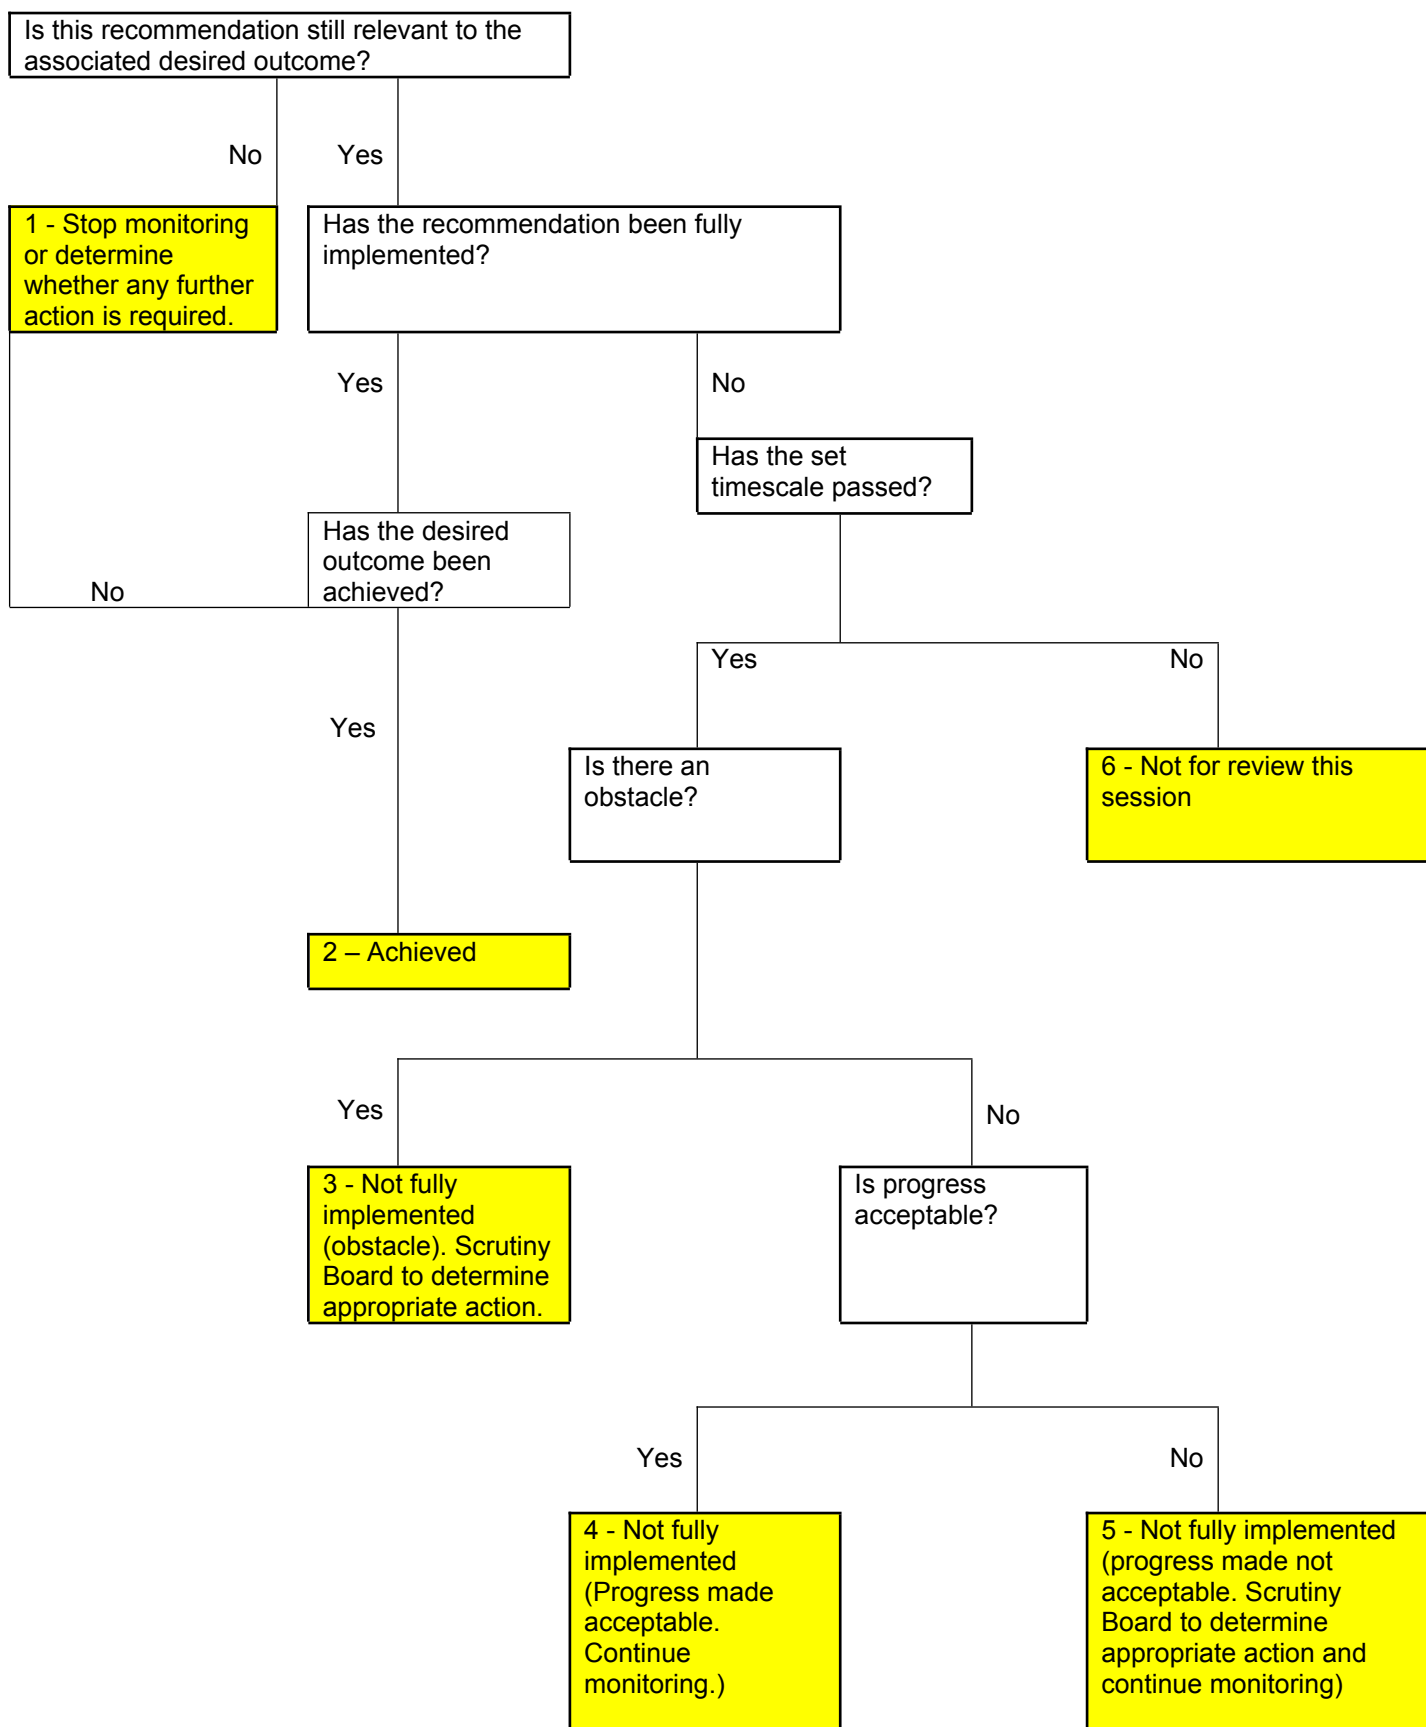 Is this recommendation still relevant to the
associated desired outcome?
No
Yes
1 - Stop monitoring
or determine
whether any further
action is required.
Has the recommendation been fully
implemented?
Yes
No
Has the set
timescale passed?
Has the desired
outcome been
achieved?
No
Yes
No
Yes
Is there an
obstacle?
6 - Not for review this
session
2 – Achieved
Yes
No
3 - Not fully
implemented
(obstacle). Scrutiny
Board to determine
appropriate action.
Is progress
acceptable?
Yes
No
4 - Not fully
implemented
(Progress made
acceptable.
Continue
monitoring.)
5 - Not fully implemented
(progress made not
acceptable. Scrutiny
Board to determine
appropriate action and
continue monitoring)